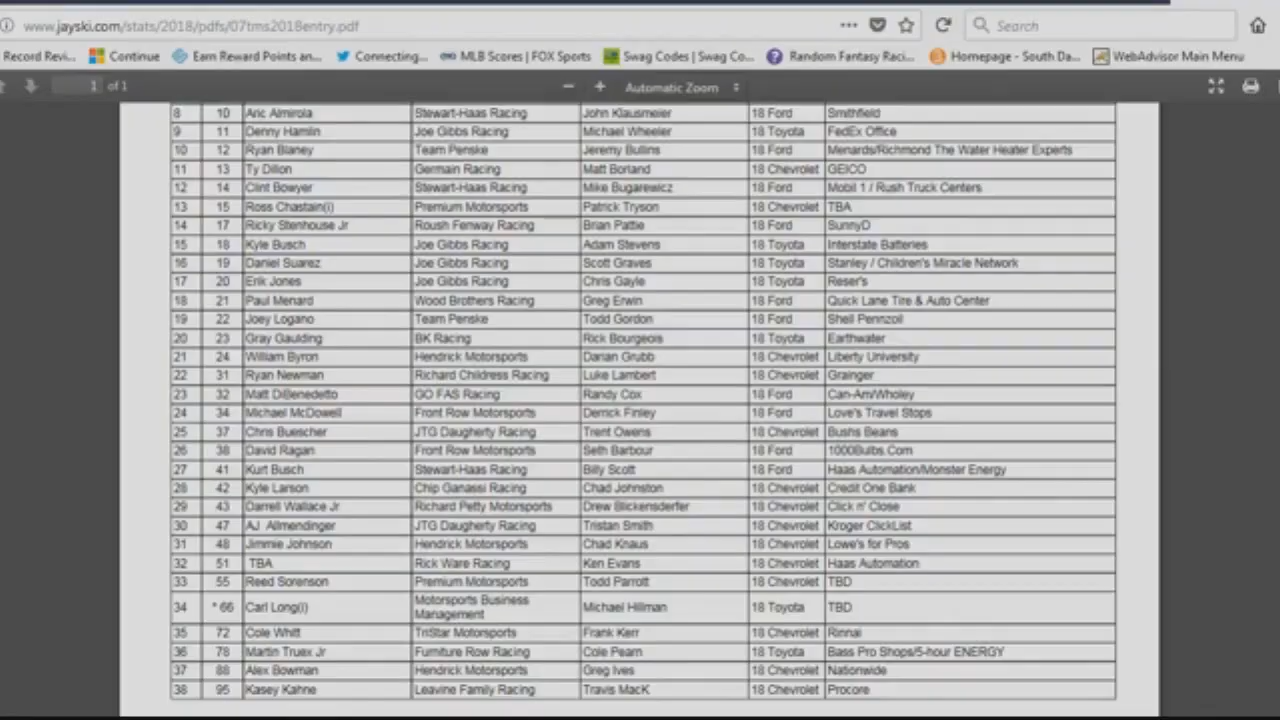 www.jayski.com/stats/2018/pdfs/07tms2018entry.pdf
Search
Record Revi... Continue Earn Reward Points an... Connecting... MLB Scores | FOX Sports Swag Codes | Swag Co... Random Fantasy Raci... Homepage - South Da... WebAdvisor Main Menu
1 of 1 Automatic Zoom
8 10 Aric Almirola Stewart-Haas Racing John Klausmeier 18 Ford Smithfield
9 11 Denny Hamlin Joe Gibbs Racing Michael Wheeler 18 Toyota FedEx Office
10 12 Ryan Blaney Team Penske Jeremy Bullins 18 Ford Menards/Richmond The Water Heater Experts
11 13 Ty Dillon Germain Racing Matt Borland 18 Chevrolet GEICO
12 14 Clint Bowyer Stewart-Haas Racing Mike Bugarewicz 18 Ford Mobil 1 / Rush Truck Centers
13 15 Ross Chastain(i) Premium Motorsports Patrick Tryson 18 Chevrolet TBA
14 17 Ricky Stenhouse Jr Roush Fenway Racing Brian Pattie 18 Ford SunnyD
15 18 Kyle Busch Joe Gibbs Racing Adam Stevens 18 Toyota Interstate Batteries
16 19 Daniel Suarez Joe Gibbs Racing Scott Graves 18 Toyota Stanley / Children's Miracle Network
17 20 Erik Jones Joe Gibbs Racing Chris Gayle 18 Toyota Reser's
18 21 Paul Menard Wood Brothers Racing Greg Erwin 18 Ford Quick Lane Tire & Auto Center
19 22 Joey Logano Team Penske Todd Gordon 18 Ford Shell Pennzoil
20 23 Gray Gaulding BK Racing Rick Bourgeois 18 Toyota Earthwater
21 24 William Byron Hendrick Motorsports Darian Grubb 18 Chevrolet Liberty University
22 31 Ryan Newman Richard Childress Racing Luke Lambert 18 Chevrolet Grainger
23 32 Matt DiBenedetto GO FAS Racing Randy Cox 18 Ford Can-Am/Wholey
24 34 Michael McDowell Front Row Motorsports Derrick Finley 18 Ford Love's Travel Stops
25 37 Chris Buescher JTG Daugherty Racing Trent Owens 18 Chevrolet Bushs Beans
26 38 David Ragan Front Row Motorsports Seth Barbour 18 Ford 1000Bulbs.Com
27 41 Kurt Busch Stewart-Haas Racing Billy Scott 18 Ford Haas Automation/Monster Energy
28 42 Kyle Larson Chip Ganassi Racing Chad Johnston 18 Chevrolet Credit One Bank
29 43 Darrell Wallace Jr Richard Petty Motorsports Drew Blickensderfer 18 Chevrolet Click n' Close
30 47 AJ Allmendinger JTG Daugherty Racing Tristan Smith 18 Chevrolet Kroger ClickList
31 48 Jimmie Johnson Hendrick Motorsports Chad Knaus 18 Chevrolet Lowe's for Pros
32 51 TBA Rick Ware Racing Ken Evans 18 Chevrolet Haas Automation
33 55 Reed Sorenson Premium Motorsports Todd Parrott 18 Chevrolet TBD
34 * 66 Carl Long(i) Motorsports Business Management Michael Hillman 18 Toyota TBD
35 72 Cole Whitt TriStar Motorsports Frank Kerr 18 Chevrolet Rinnai
36 78 Martin Truex Jr Furniture Row Racing Cole Pearn 18 Toyota Bass Pro Shops/5-hour ENERGY
37 88 Alex Bowman Hendrick Motorsports Greg Ives 18 Chevrolet Nationwide
38 95 Kasey Kahne Leavine Family Racing Travis MacK 18 Chevrolet Procore